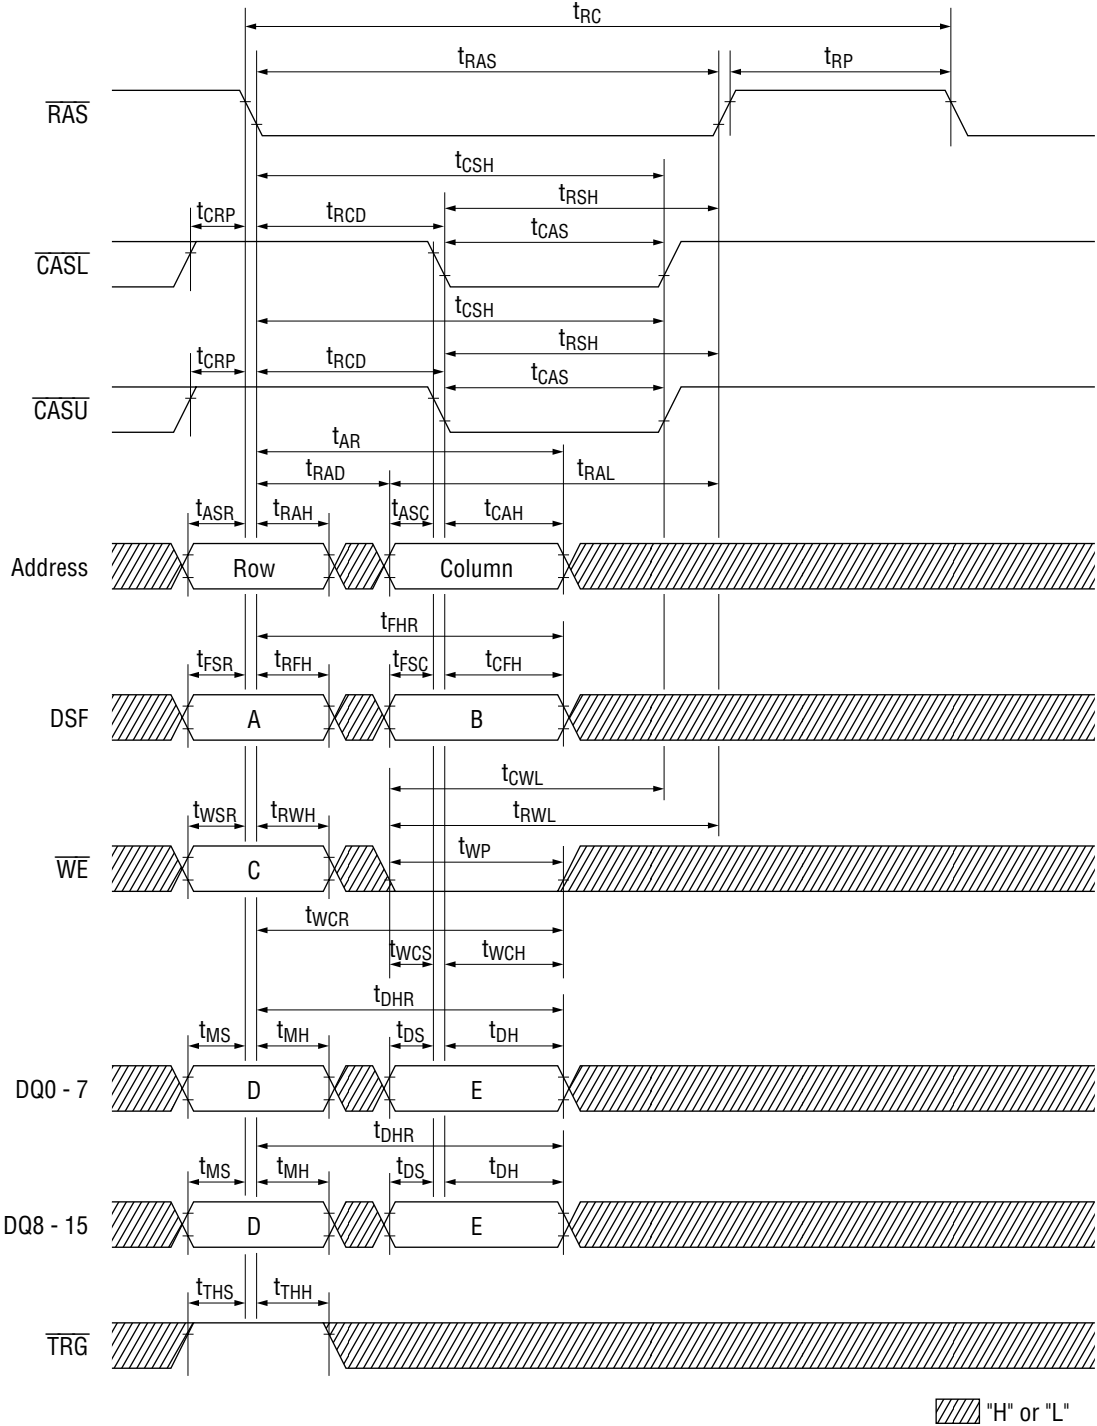 tRC
tRAS tRP
RAS
tCSH
tRSH
tCRP tRCD tCAS
CASL
tCSH
tRSH
tCRP tRCD tCAS
CASU
tAR
tRAD tRAL
tASR tRAH tASC tCAH
Address Row Column
tFHR
tFSR tRFH tFSC tCFH
DSF A B
tCWL
tWSR tRWH tRWL
tWP
WE C
tWCR
tWCS tWCH
tDHR
tMS tMH tDS tDH
DQ0 - 7 D E
tDHR
tMS tMH tDS tDH
DQ8 - 15 D E
tTHS tTHH
TRG
"H" or "L"